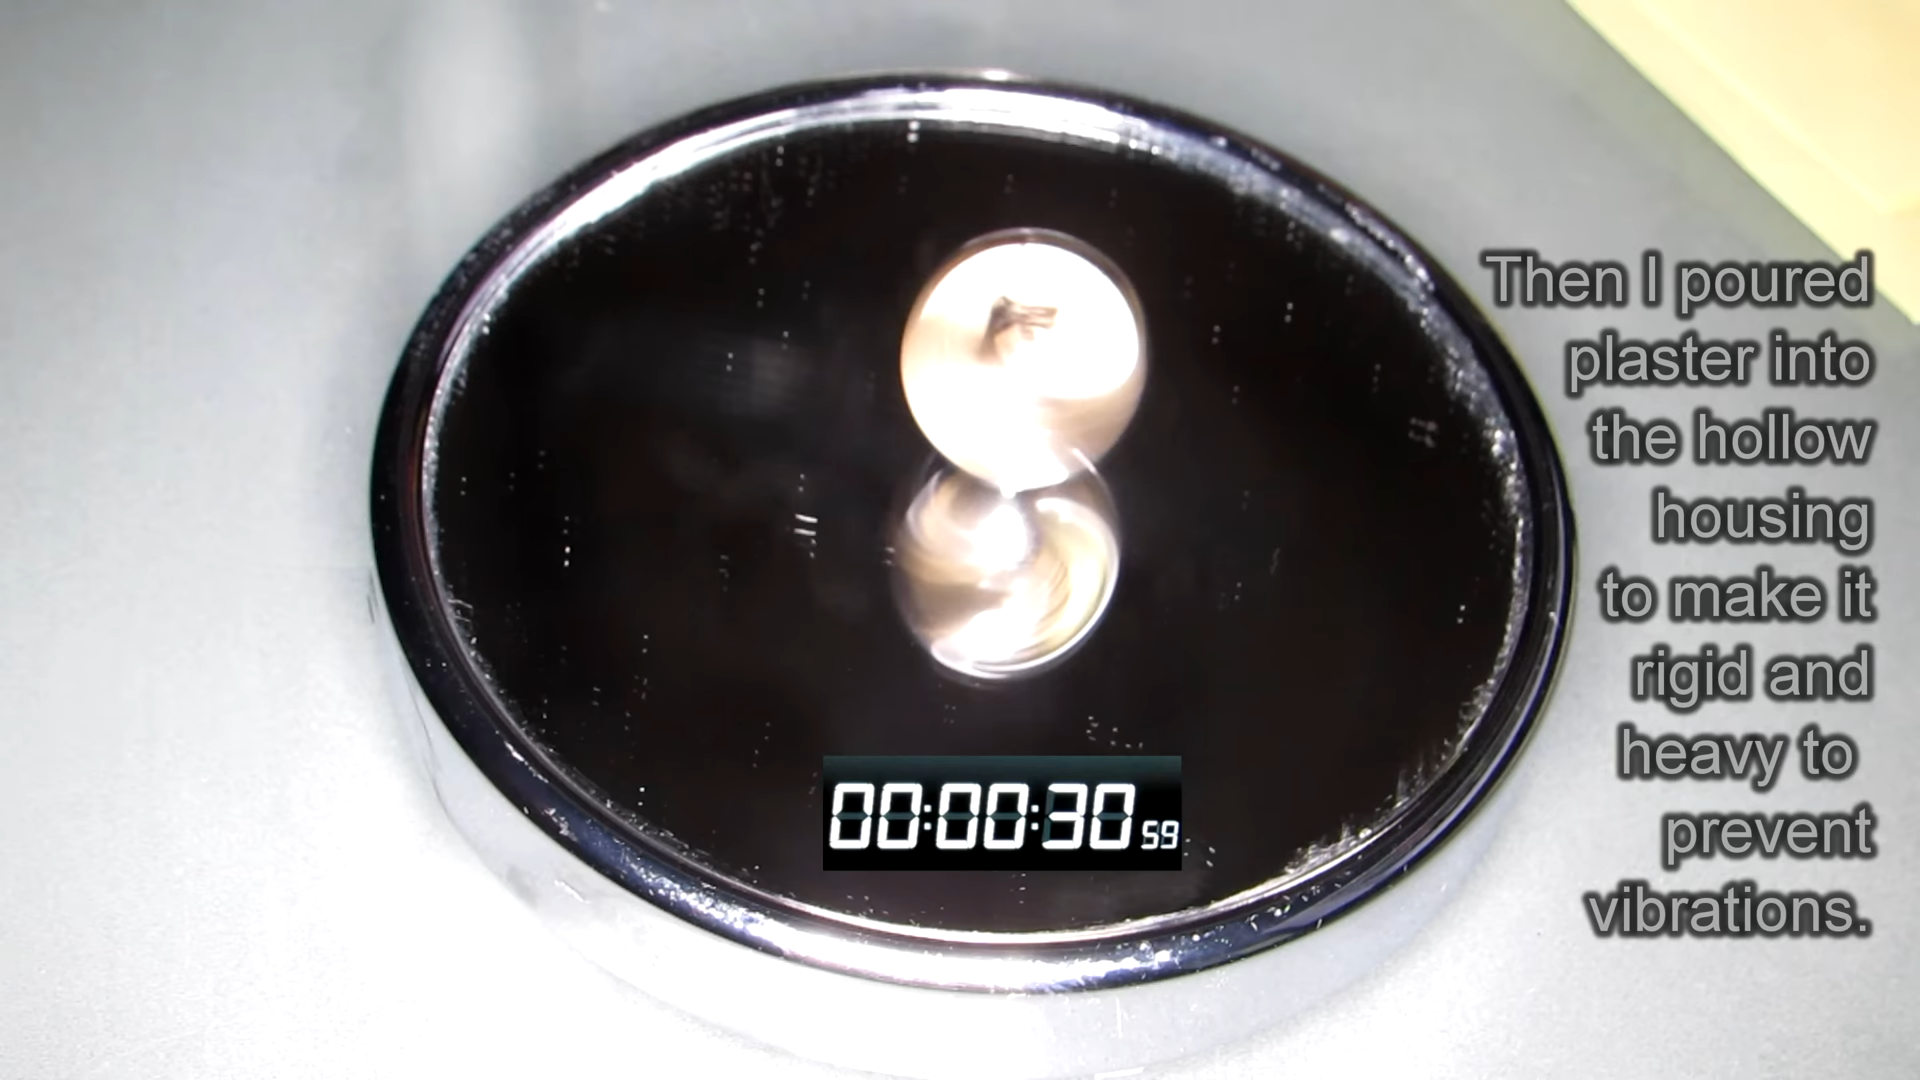 Then I poured
plaster into
the hollow
housing
to make it
rigid and
heavy to
prevent
vibrations.
00:00:30 59